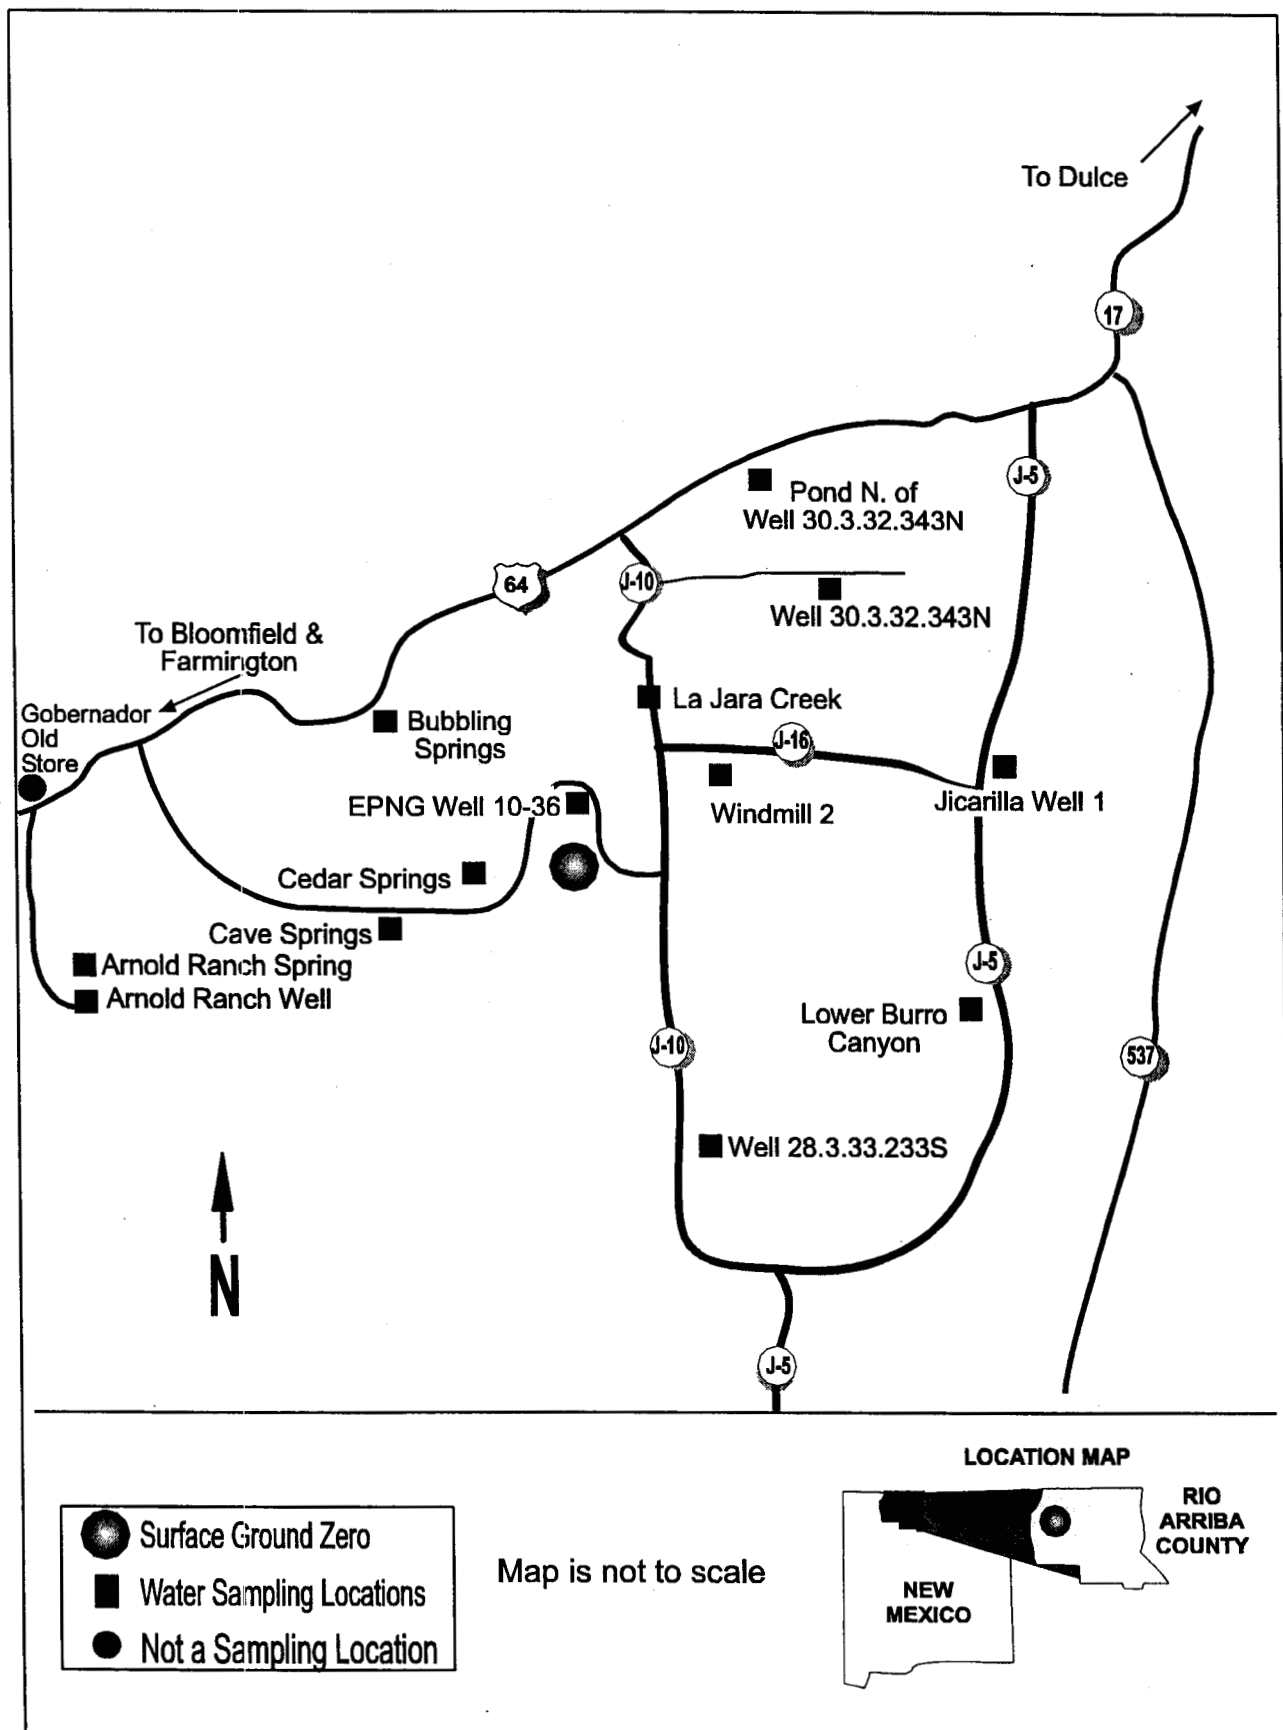 To Dulce
17
J-5
Pond N. of
Well 30.3.32.343N
64
J-10
Well 30.3.32.343N
To Bloomfield &
Farmington
Gobernador
Old
Store
La Jara Creek
Bubbling
Springs
J-16
EPNG Well 10-36
Windmill 2
Jicarilla Well 1
Cedar Springs
Cave Springs
Arnold Ranch Spring
Arnold Ranch Well
J-5
Lower Burro
Canyon
J-10
537
Well 28.3.33.233S
N
J-5
LOCATION MAP
RIO
ARRIBA
COUNTY
NEW
MEXICO
Surface Ground Zero
Water Sampling Locations
Not a Sampling Location
Map is not to scale